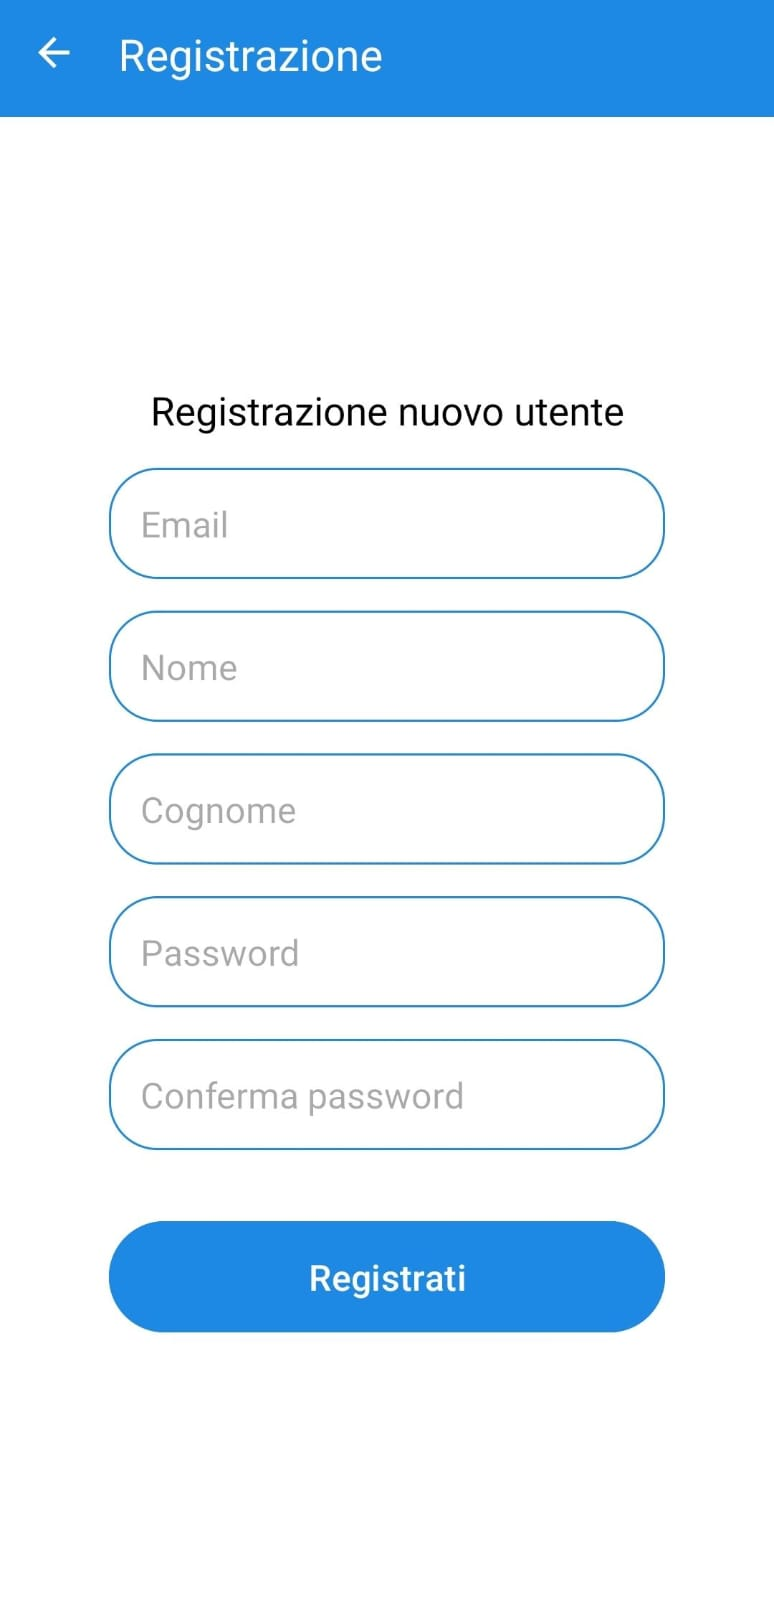 Registrazione
Registrazione nuovo utente
Email
Nome
Cognome
Password
Conferma password
Registrati